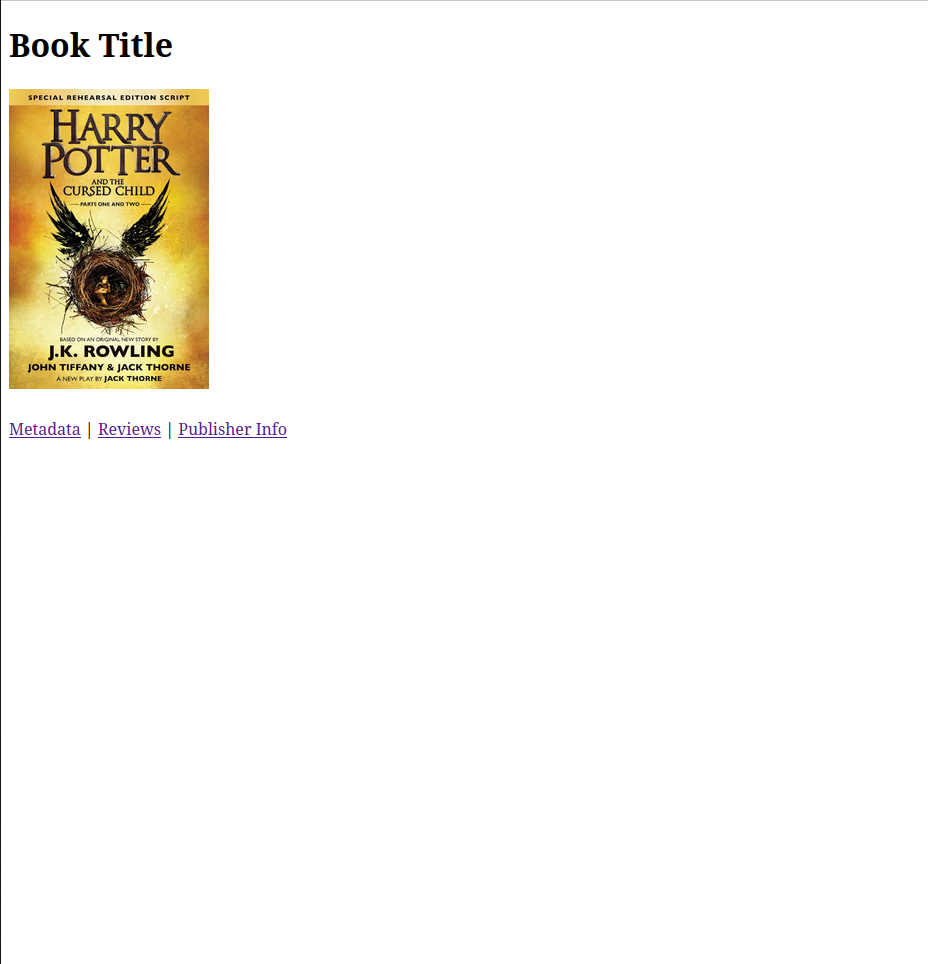 Book Title
SPECIAL REHEARSAL EDITION SCRIPT
HARRY
POTTER
AND THE
CURSED CHILD
PARTS ONE AND TWO
BASED ON AN ORIGINAL NEW STORY BY
J.K. ROWLING
JOHN TIFFANY & JACK THORNE
A NEW PLAY BY JACK THORNE
Metadata | Reviews | Publisher Info